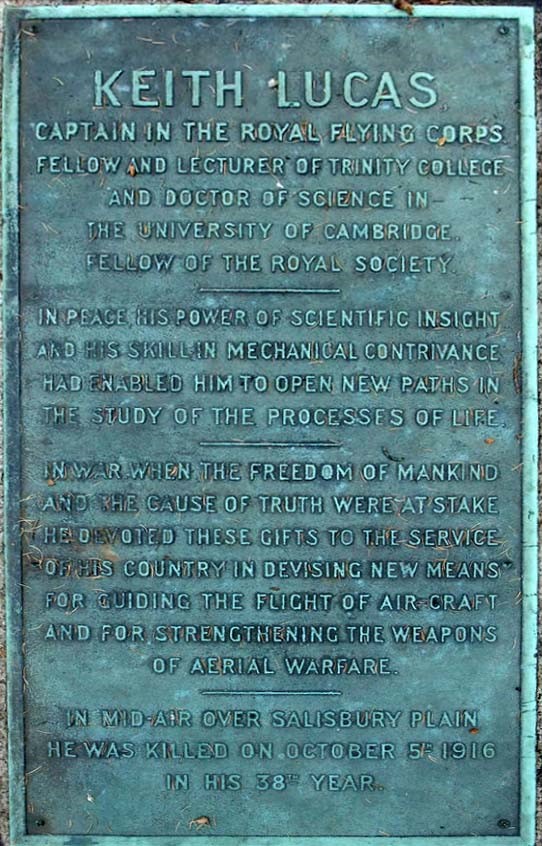 KEITH LUCAS
CAPTAIN IN THE ROYAL FLYING CORPS
FELLOW AND LECTURER OF TRINITY COLLEGE
AND DOCTOR OF SCIENCE IN
THE UNIVERSITY OF CAMBRIDGE.
FELLOW OF THE ROYAL SOCIETY.
IN PEACE HIS POWER OF SCIENTIFIC INSIGHT
AND HIS SKILL IN MECHANICAL CONTRIVANCE
HAD ENABLED HIM TO OPEN NEW PATHS IN
THE STUDY OF THE PROCESSES OF LIFE.
IN WAR WHEN THE FREEDOM OF MANKIND
AND THE CAUSE OF TRUTH WERE AT STAKE
HE DEVOTED THESE GIFTS TO THE SERVICE
OF HIS COUNTRY IN DEVISING NEW MEANS
FOR GUIDING THE FLIGHT OF AIR-CRAFT
AND FOR STRENGTHENING THE WEAPONS
OF AERIAL WARFARE.
IN MID-AIR OVER SALISBURY PLAIN
HE WAS KILLED ON OCTOBER 5TH 1916
IN HIS 38TH YEAR.